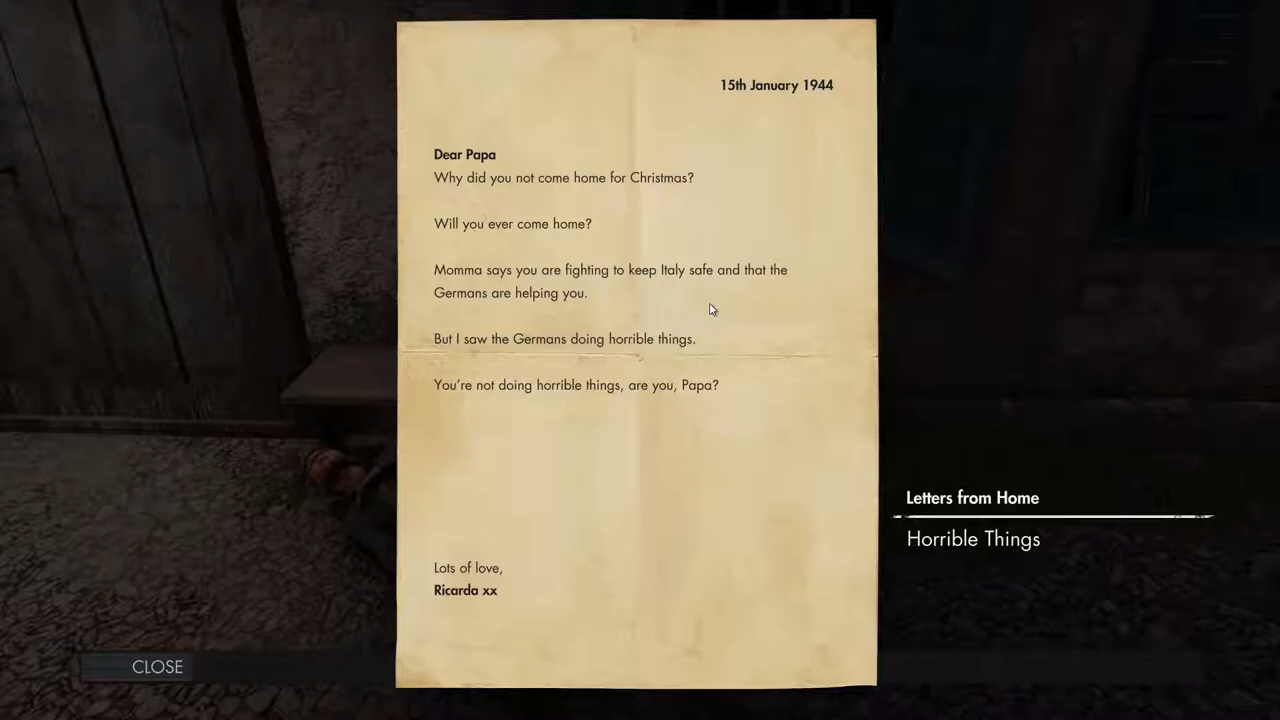 15th January 1944
Dear Papa
Why did you not come home for Christmas?
Will you ever come home?
Momma says you are fighting to keep Italy safe and that the
Germans are helping you.
But I saw the Germans doing horrible things.
You're not doing horrible things, are you, Papa?
Lots of love,
Ricarda xx
Letters from Home
Horrible Things
CLOSE